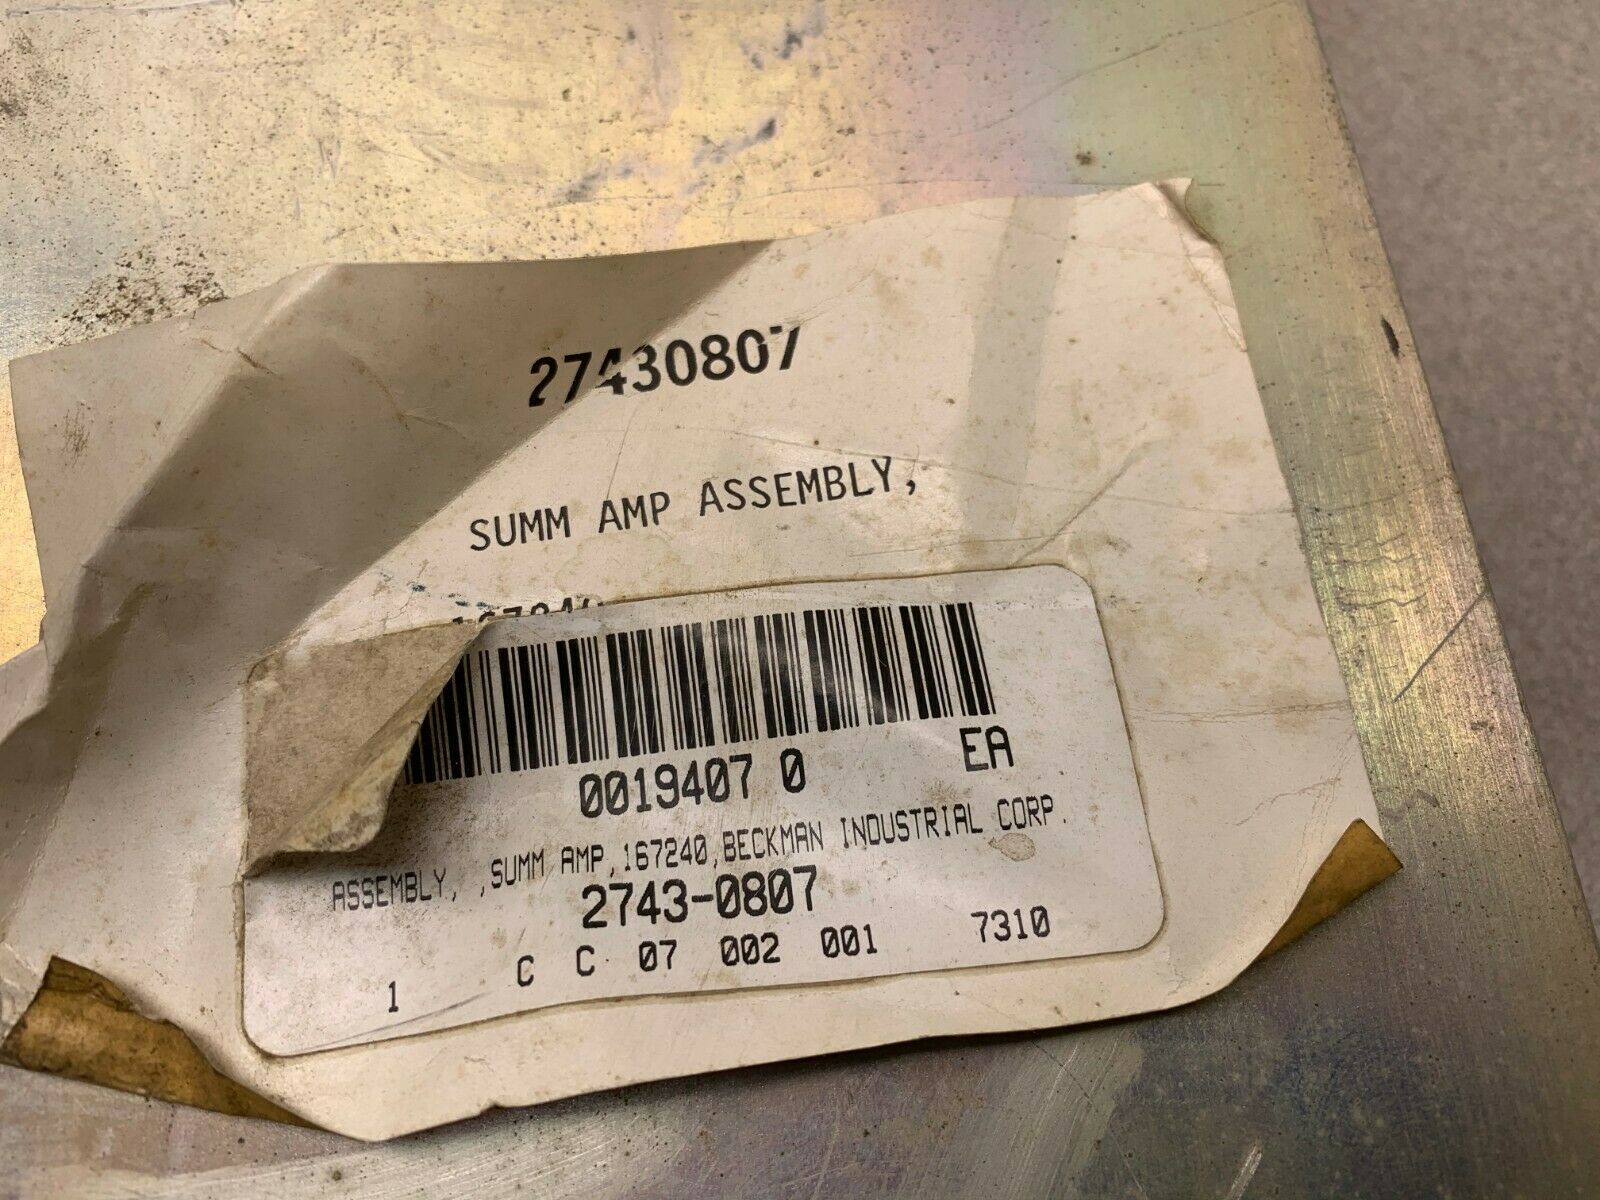 27430807
SUMM AMP ASSEMBLY,
167240
0019407 0 EA
ASSEMBLY, ,SUMM AMP,167240,BECKMAN INDUSTRIAL CORP.
2743-0807
1 C C 07 002 001 7310